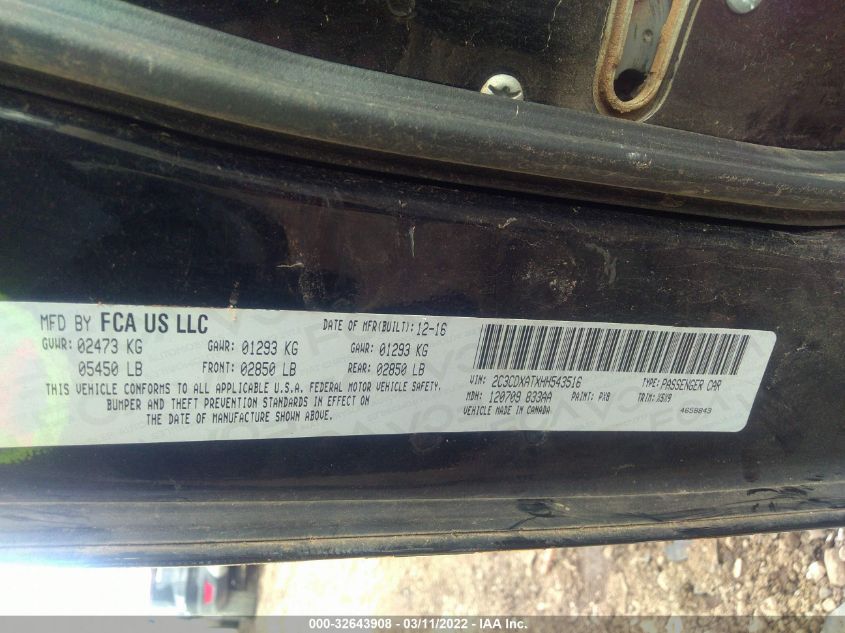 MFD BY FCA US LLC DATE OF MFR(BUILT): 12-16
GVWR: 02473 KG GAWR: 01293 KG GAWR: 01293 KG
05450 LB FRONT: 02850 LB REAR: 02850 LB
THIS VEHICLE CONFORMS TO ALL APPLICABLE U.S.A. FEDERAL MOTOR VEHICLE SAFETY,
BUMPER AND THEFT PREVENTION STANDARDS IN EFFECT ON
THE DATE OF MANUFACTURE SHOWN ABOVE.
VIN: 2C3CDXATXHH543516 TYPE: PASSENGER CAR
MDH: 120709 833AA PAINT: PX8 TRIM: X5X9
VEHICLE MADE IN CANADA 4658843
000-32643908 - 03/11/2022 - IAA Inc.